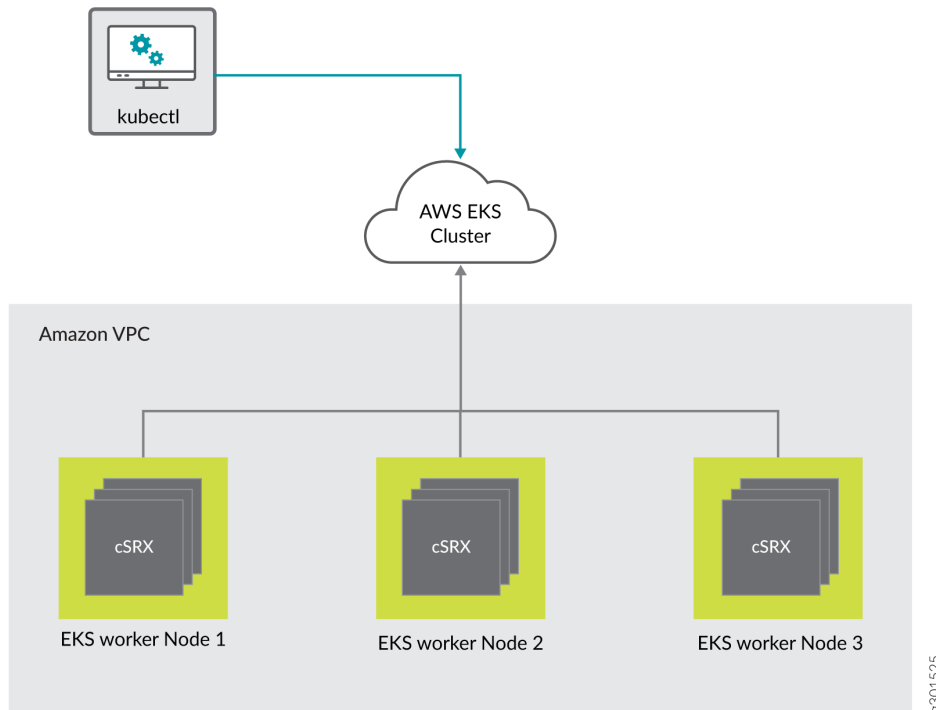 kubectl
AWS EKS
Cluster
Amazon VPC
cSRX
cSRX
cSRX
EKS worker Node 1
EKS worker Node 2
EKS worker Node 3
g301525